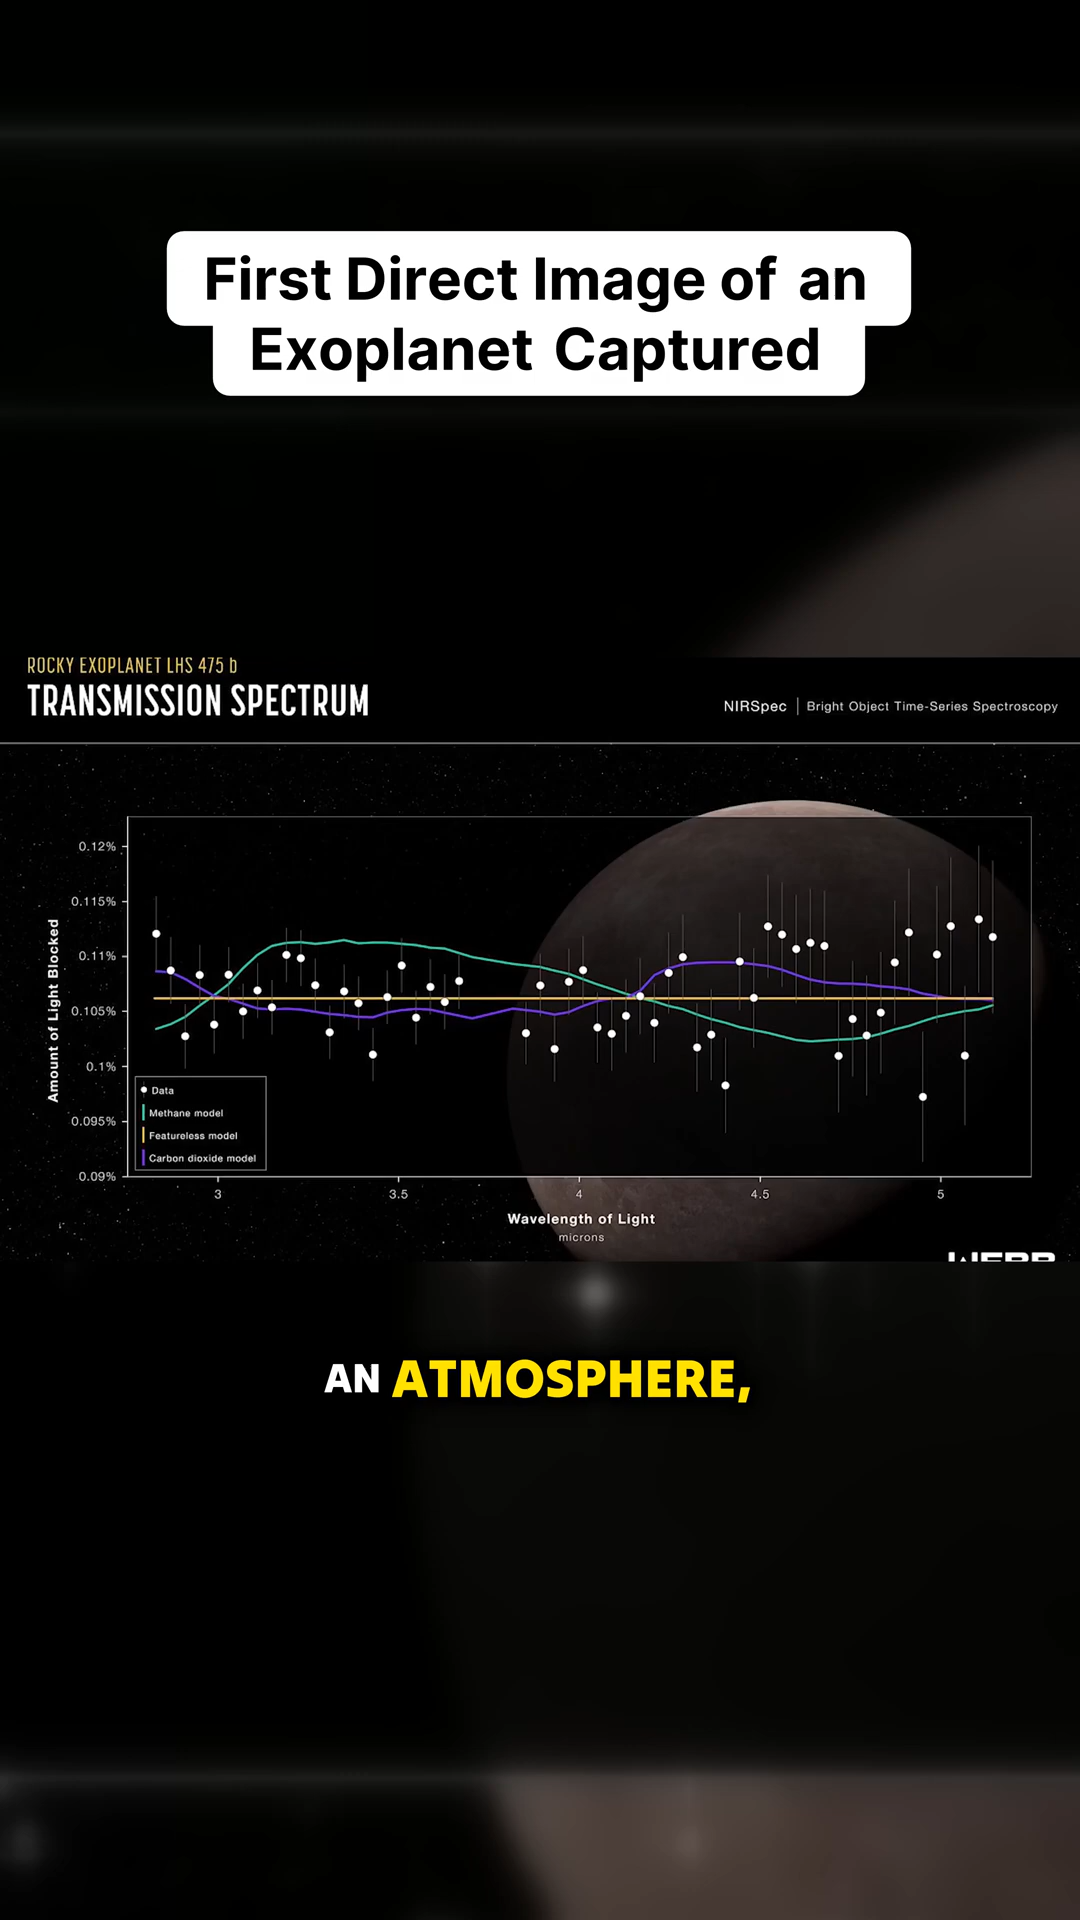 First Direct Image of an
Exoplanet Captured
ROCKY EXOPLANET LHS 475 b
TRANSMISSION SPECTRUM
NIRSpec | Bright Object Time-Series Spectroscopy
Amount of Light Blocked
0.12%
0.115%
0.11%
0.105%
0.1%
0.095%
0.09%
Data
Methane model
Featureless model
Carbon dioxide model
3 3.5 4 4.5 5
Wavelength of Light
microns
WEBB
AN ATMOSPHERE,